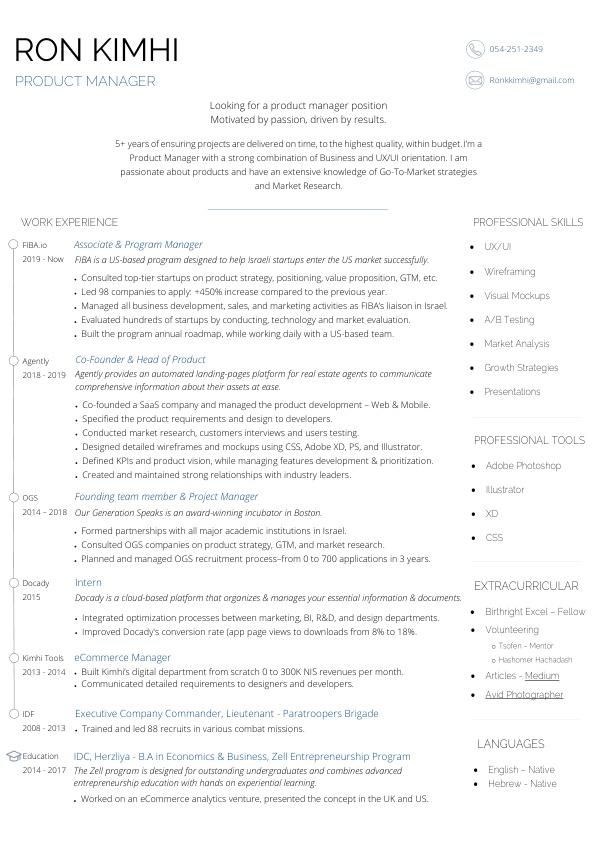 RON KIMHI
PRODUCT MANAGER
054-251-2349
Ronkkimhi@gmail.com
Looking for a product manager position
Motivated by passion, driven by results.
5+ years of ensuring projects are delivered on time, to the highest quality, within budget.I'm a
Product Manager with a strong combination of Business and UX/UI orientation. I am
passionate about products and have an extensive knowledge of Go-To-Market strategies
and Market Research.
WORK EXPERIENCE
FIBA.io
2019 - Now
Associate & Program Manager
FIBA is a US-based program designed to help Israeli startups enter the US market successfully.
• Consulted top-tier startups on product strategy, positioning, value proposition, GTM, etc.
• Led 98 companies to apply: +450% increase compared to the previous year.
• Managed all business development, sales, and marketing activities as FIBA's liaison in Israel.
• Evaluated hundreds of startups by conducting, technology and market evaluation.
• Built the program annual roadmap, while working daily with a US-based team.
Agently
2018 - 2019
Co-Founder & Head of Product
Agently provides an automated landing-pages platform for real estate agents to communicate
comprehensive information about their assets at ease.
• Co-founded a SaaS company and managed the product development – Web & Mobile.
• Specified the product requirements and design to developers.
• Conducted market research, customers interviews and users testing.
• Designed detailed wireframes and mockups using CSS, Adobe XD, PS, and Illustrator.
• Defined KPIs and product vision, while managing features development & prioritization.
• Created and maintained strong relationships with industry leaders.
OGS
2014 – 2018
Founding team member & Project Manager
Our Generation Speaks is an award-winning incubator in Boston.
• Formed partnerships with all major academic institutions in Israel.
• Consulted OGS companies on product strategy, GTM, and market research.
• Planned and managed OGS recruitment process–from 0 to 700 applications in 3 years.
Docady
2015
Intern
Docady is a cloud-based platform that organizes & manages your essential information & documents.
• Integrated optimization processes between marketing, BI, R&D, and design departments.
• Improved Docady's conversion rate (app page views to downloads from 8% to 18%.
Kimhi Tools
2013 - 2014
eCommerce Manager
• Built Kimhi's digital department from scratch 0 to 300K NIS revenues per month.
• Communicated detailed requirements to designers and developers.
IDF
2008 - 2013
Executive Company Commander, Lieutenant - Paratroopers Brigade
• Trained and led 88 recruits in various combat missions.
Education
2014 - 2017
IDC, Herzliya - B.A in Economics & Business, Zell Entrepreneurship Program
The Zell program is designed for outstanding undergraduates and combines advanced
entrepreneurship education with hands on experiential learning.
• Worked on an eCommerce analytics venture, presented the concept in the UK and US.
PROFESSIONAL SKILLS
• UX/UI
• Wireframing
• Visual Mockups
• A/B Testing
• Market Analysis
• Growth Strategies
• Presentations
PROFESSIONAL TOOLS
• Adobe Photoshop
• Illustrator
• XD
• CSS
EXTRACURRICULAR
• Birthright Excel – Fellow
• Volunteering
o Tsofen - Mentor
o Hashomer Hachadash
• Articles - Medium
• Avid Photographer
LANGUAGES
• English – Native
• Hebrew - Native